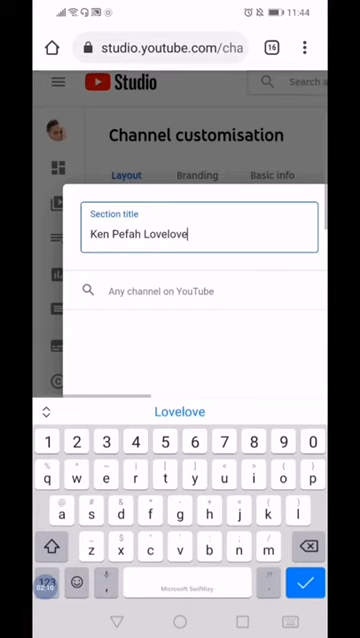 11:44
studio.youtube.com/cha
16
Studio
Search
Channel customisation
Layout Branding Basic info
Section title
Ken Pefah Lovelove
Any channel on YouTube
Lovelove
1 2 3 4 5 6 7 8 9 0
q w e r t y u i o p
a s d f g h j k l
z x c v b n m
123
02:10
,
Microsoft SwiftKey
.